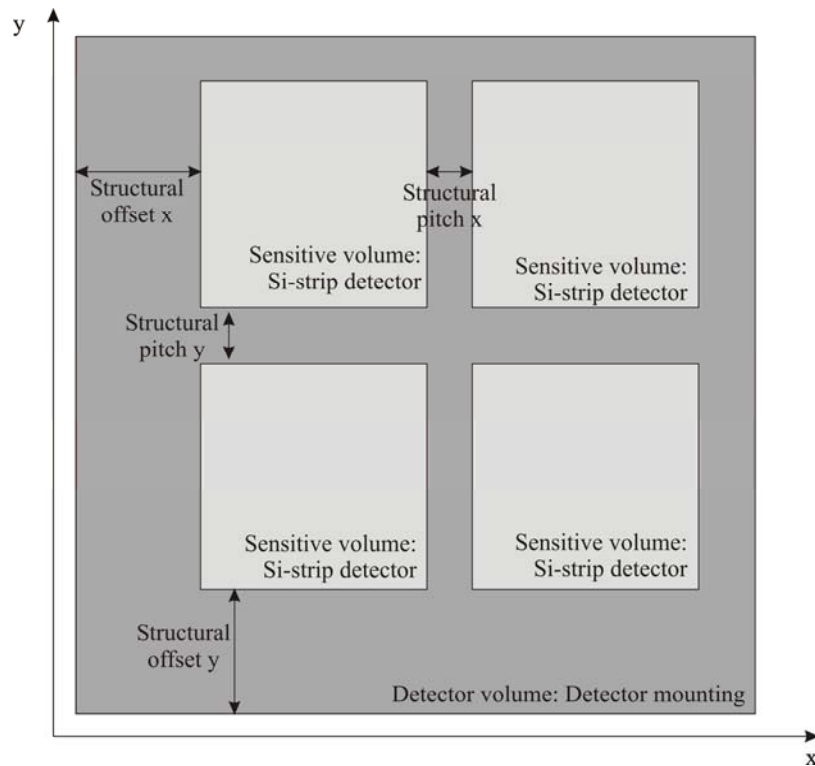 y
Structural
offset x
Structural
pitch x
Sensitive volume:
Si-strip detector
Sensitive volume:
Si-strip detector
Structural
pitch y
Sensitive volume:
Si-strip detector
Sensitive volume:
Si-strip detector
Structural
offset y
Detector volume: Detector mounting
x